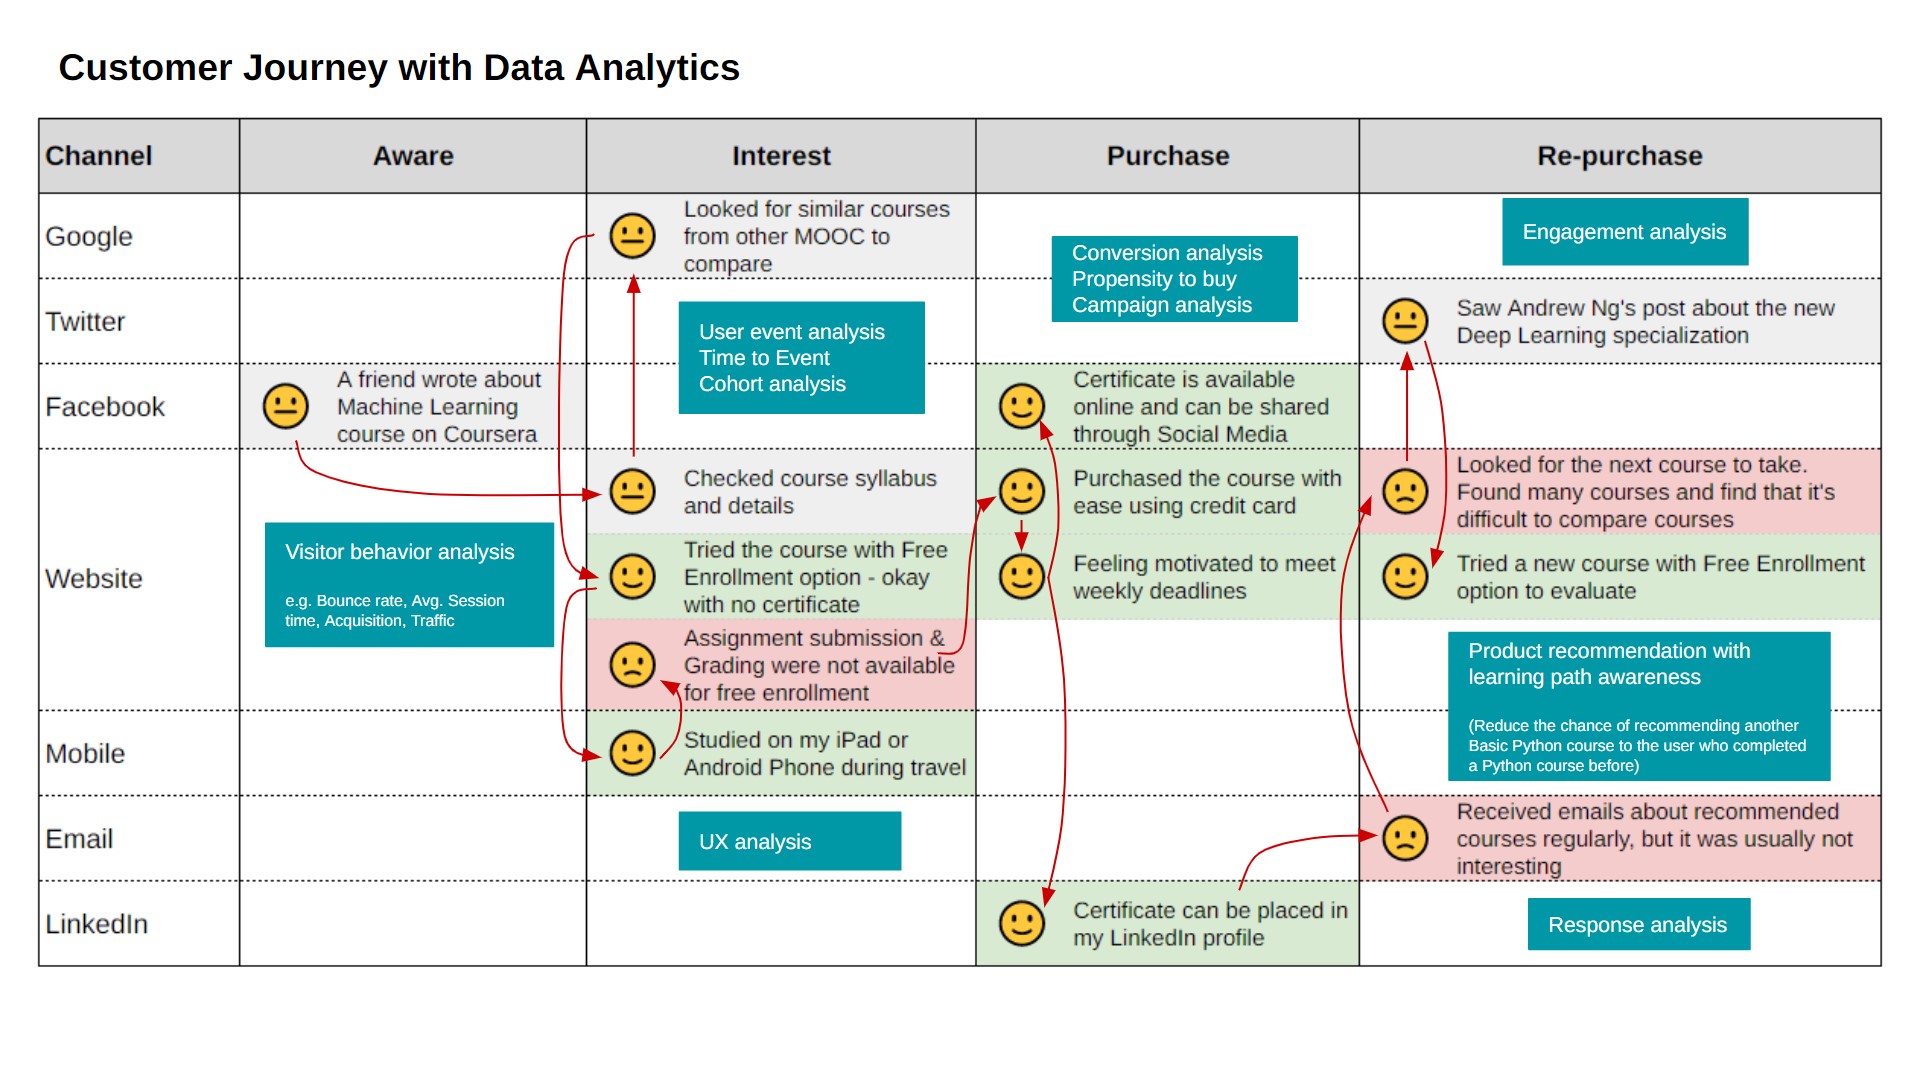 Customer Journey with Data Analytics
Channel
Aware
Interest
Purchase
Re-purchase
Google
Looked for similar courses
from other MOOC to
compare
Conversion analysis
Propensity to buy
Campaign analysis
Engagement analysis
Twitter
User event analysis
Time to Event
Cohort analysis
Saw Andrew Ng's post about the new
Deep Learning specialization
Facebook
A friend wrote about
Machine Learning
course on Coursera
Certificate is available
online and can be shared
through Social Media
Website
Visitor behavior analysis
e.g. Bounce rate, Avg. Session
time, Acquisition, Traffic
Checked course syllabus
and details
Purchased the course with
ease using credit card
Looked for the next course to take.
Found many courses and find that it's
difficult to compare courses
Tried the course with Free
Enrollment option - okay
with no certificate
Feeling motivated to meet
weekly deadlines
Tried a new course with Free Enrollment
option to evaluate
Assignment submission &
Grading were not available
for free enrollment
Product recommendation with
learning path awareness
(Reduce the chance of recommending another
Basic Python course to the user who completed
a Python course before)
Mobile
Studied on my iPad or
Android Phone during travel
Email
UX analysis
Received emails about recommended
courses regularly, but it was usually not
interesting
LinkedIn
Certificate can be placed in
my LinkedIn profile
Response analysis